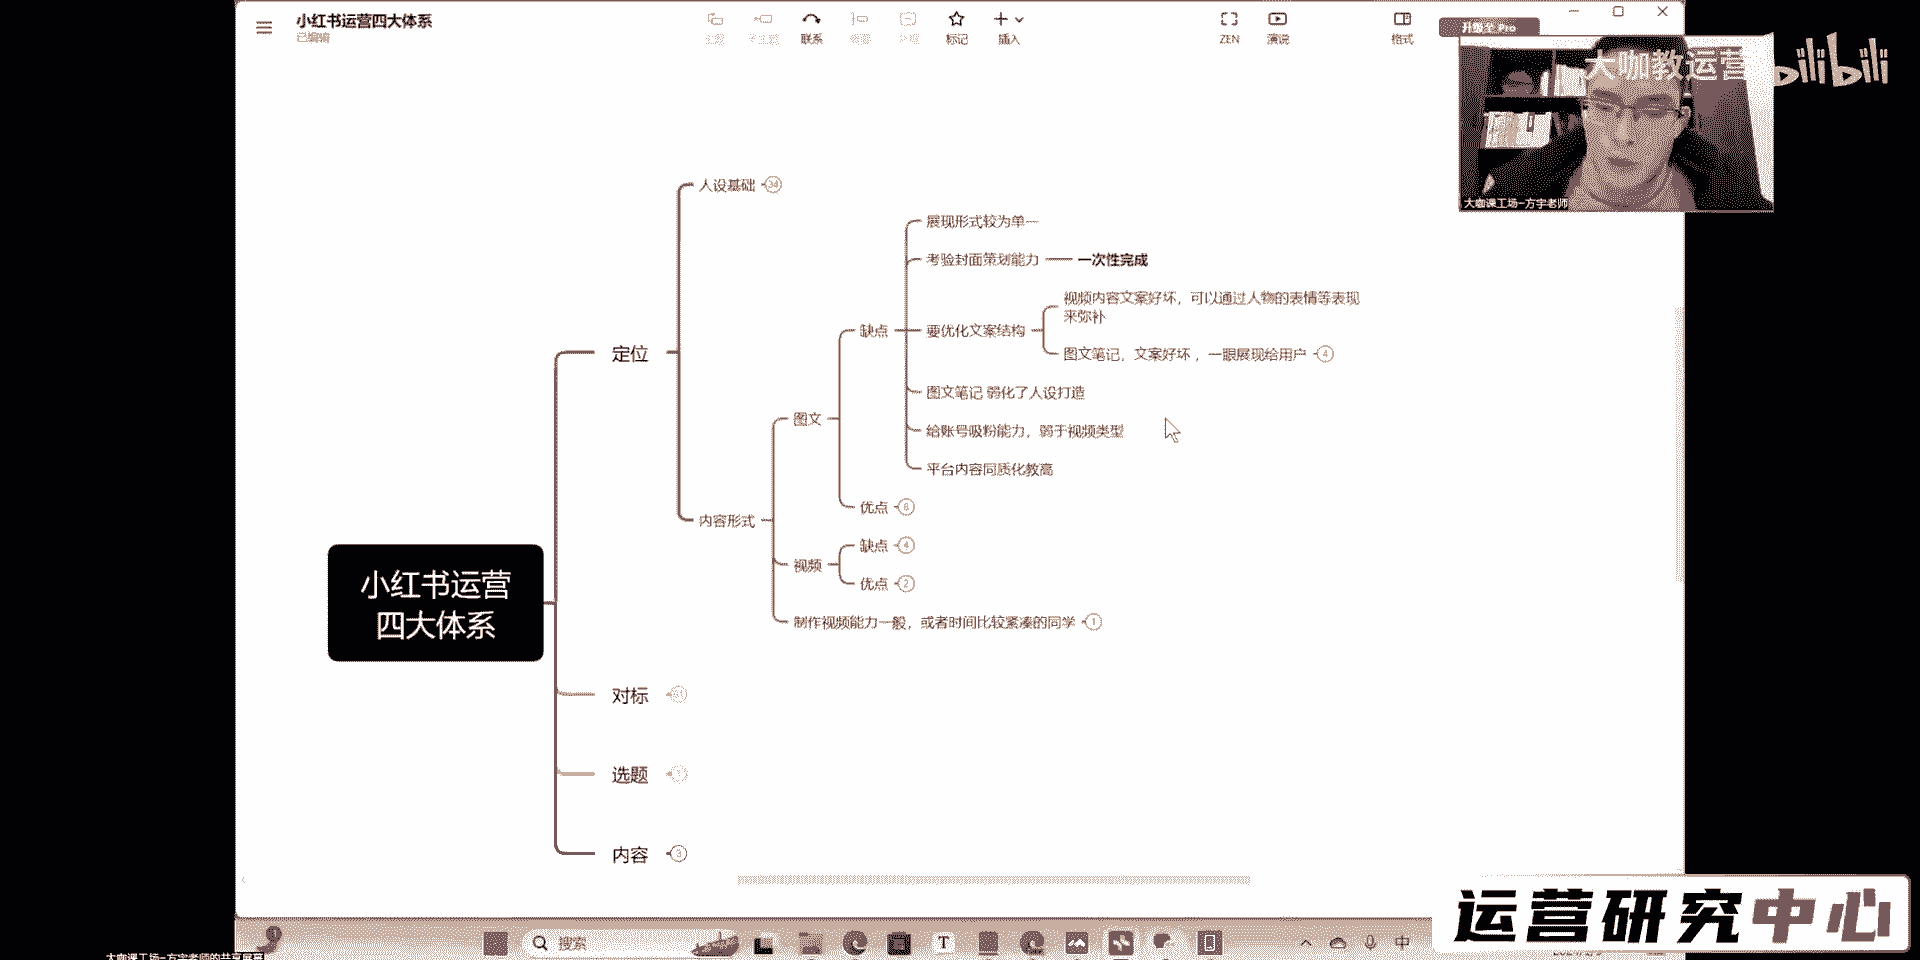 小红书运营四大体系
已编辑
联系
标记
插入
ZEN
演说
格式
升级至 Pro
大咖教运营
bilibili
大咖课工场-方宇老师
人设基础
展现形式较为单一
考验封面策划能力
一次性完成
视频内容文案好坏，可以通过人物的表情等表现
来弥补
缺点
要优化文案结构
图文笔记，文案好坏 ，一眼展现给用户
4
定位
图文笔记 弱化了人设打造
图文
给账号吸粉能力，弱于视频类型
平台内容同质化教高
优点
6
内容形式
缺点
4
视频
优点
2
小红书运营
四大体系
制作视频能力一般，或者时间比较紧凑的同学
1
对标
选题
内容
3
运营研究中心
搜索
中
大咖课工场-方宇老师的共享屏幕